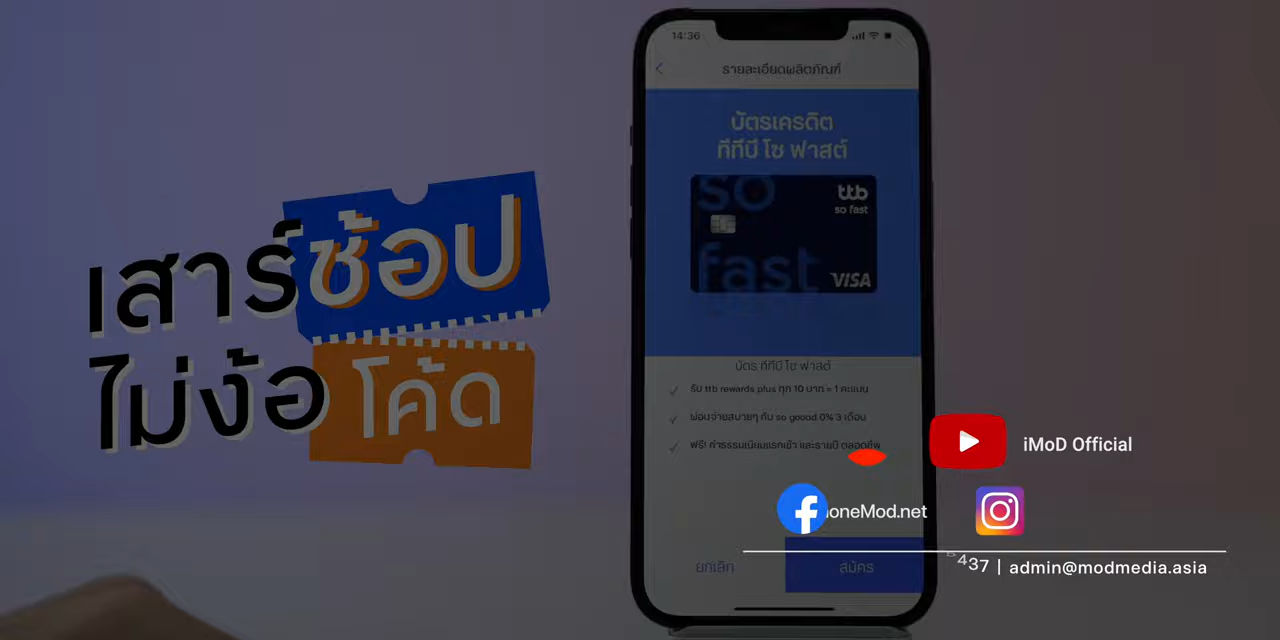 เสาร์ช้อป
ไม่ง้อ โค้ด
14:36
รายละเอียดผลิตภัณฑ์
บัตรเครดิต
ทีทีบี โซ ฟาสต์
so
fast
ttb
so fast
VISA
บัตร ทีทีบี โซ ฟาสต์
รับ ttb rewards plus ทุก 10 บาท = 1 คะแนน
ผ่อนจ่ายสบายๆ กับ so goood 0% 3 เดือน
ฟรี! ค่าธรรมเนียมแรกเข้า และรายปี ตลอดชีพ
iMoD Official
oneMod.net
ยกเลิก
สมัคร
437 | admin@modmedia.asia